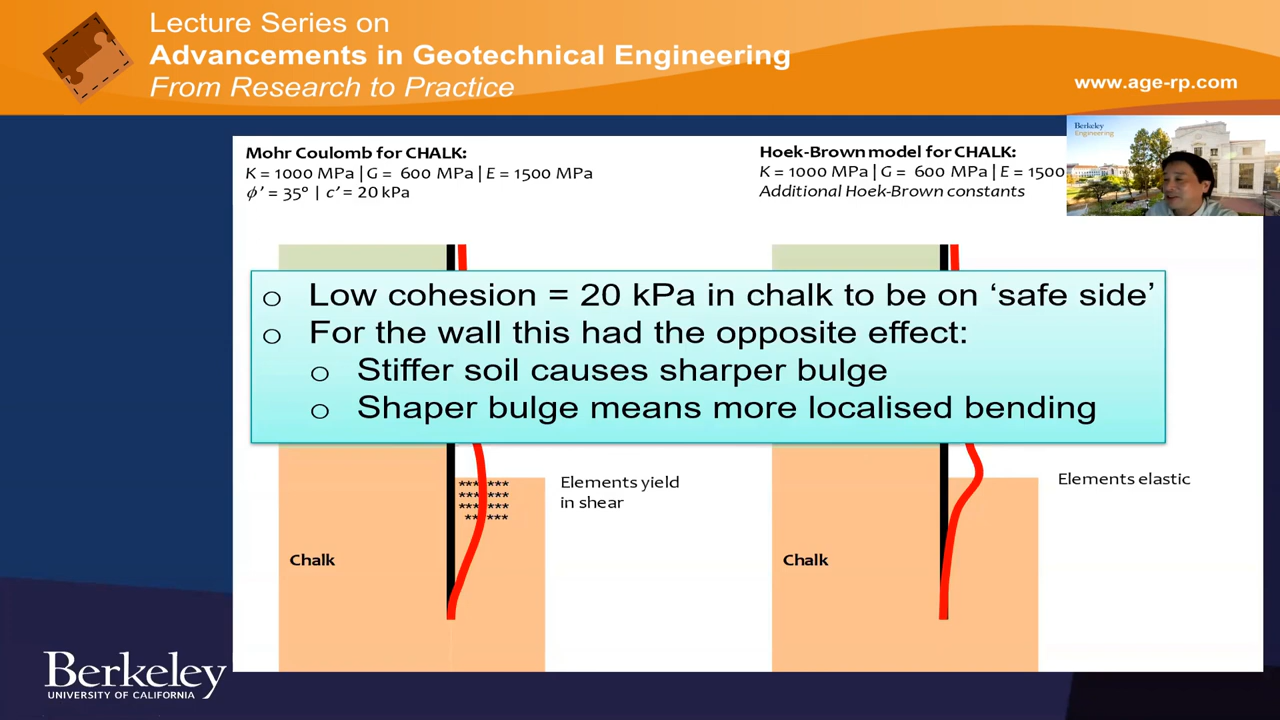 Lecture Series on
Advancements in Geotechnical Engineering
From Research to Practice
www.age-rp.com
Berkeley
Engineering
Mohr Coulomb for CHALK:
K = 1000 MPa | G = 600 MPa | E = 1500 MPa
ϕ' = 35° | c' = 20 kPa
Hoek-Brown model for CHALK:
K = 1000 MPa | G = 600 MPa | E = 1500
Additional Hoek-Brown constants
o Low cohesion = 20 kPa in chalk to be on ‘safe side’
o For the wall this had the opposite effect:
o Stiffer soil causes sharper bulge
o Shaper bulge means more localised bending
Elements yield
in shear
Chalk
Elements elastic
Chalk
Berkeley
UNIVERSITY OF CALIFORNIA